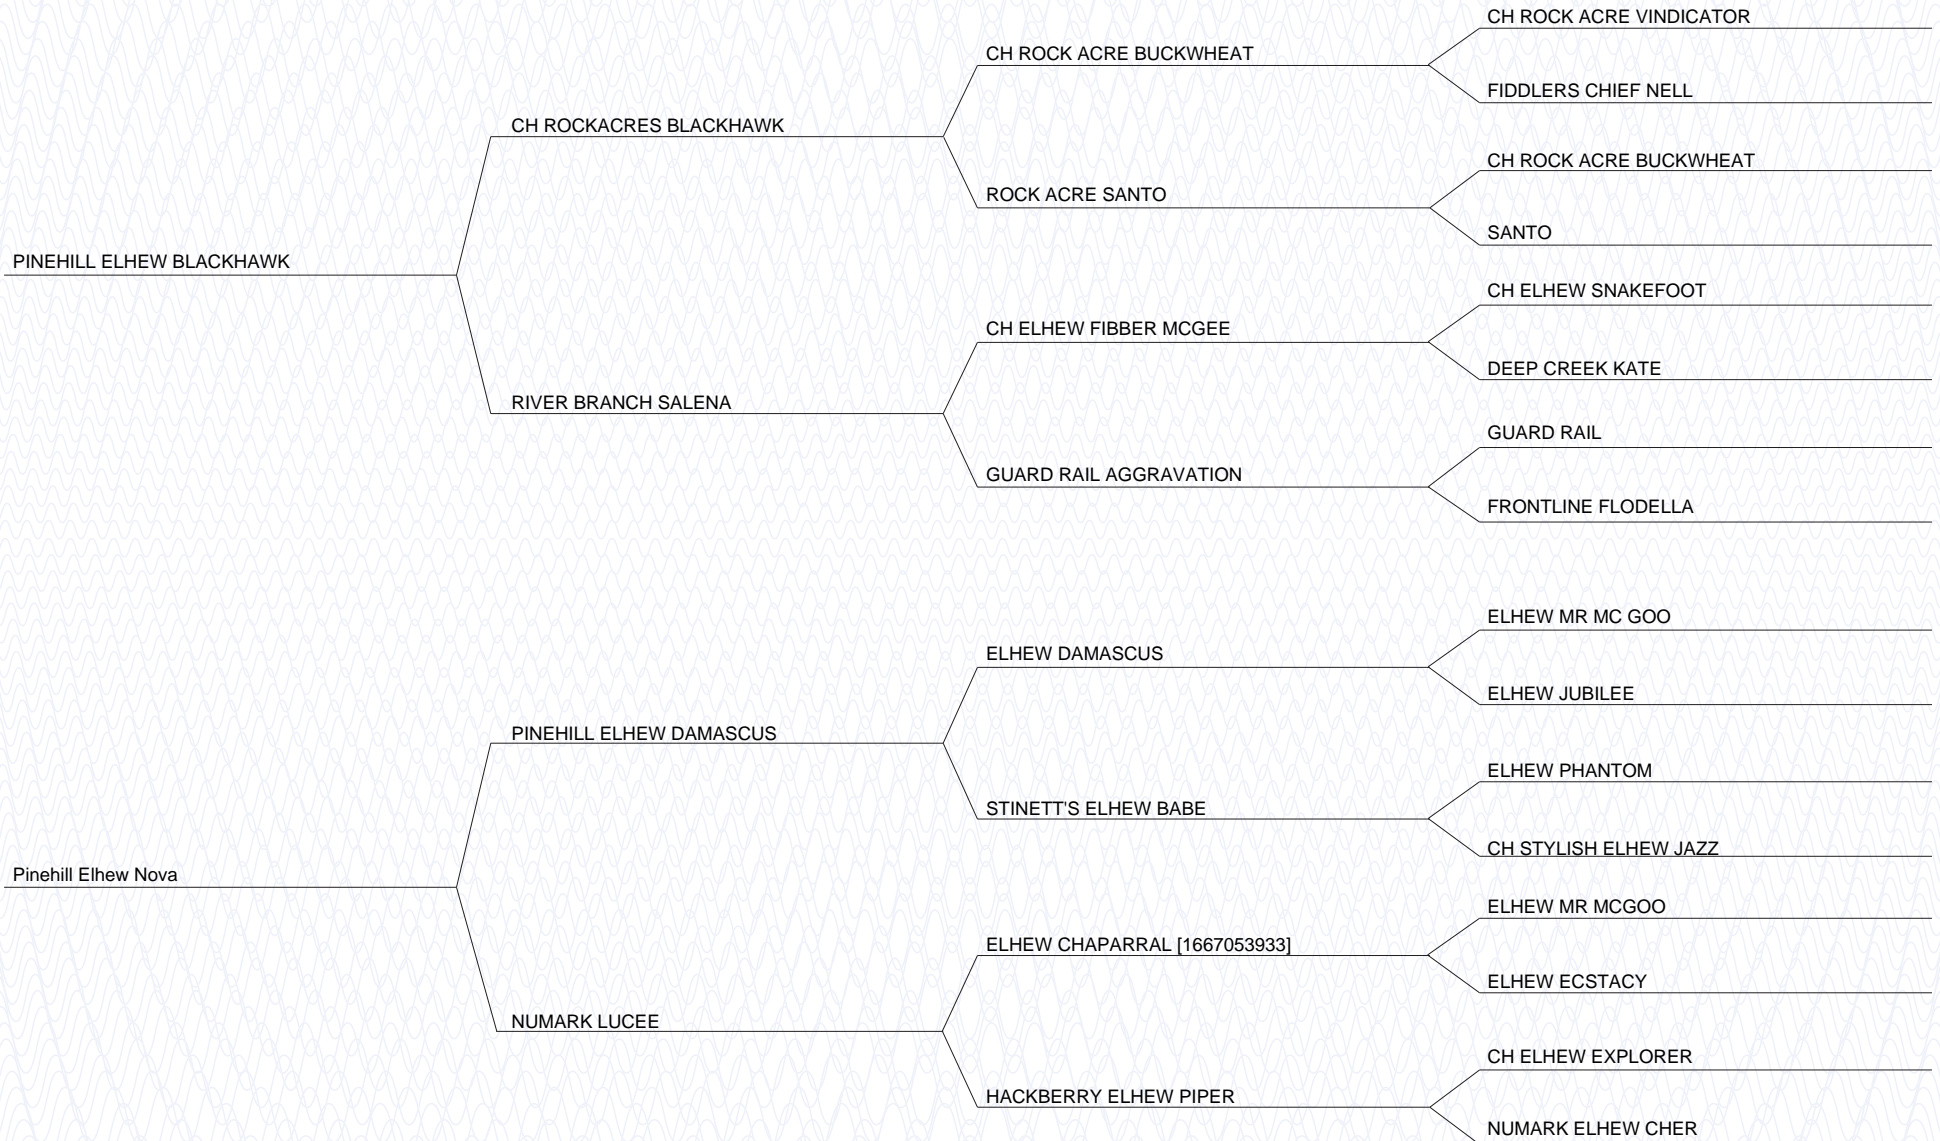 CH ROCK ACRE VINDICATOR
CH ROCK ACRE BUCKWHEAT
FIDDLERS CHIEF NELL
CH ROCKACRES BLACKHAWK
CH ROCK ACRE BUCKWHEAT
ROCK ACRE SANTO
SANTO
PINEHILL ELHEW BLACKHAWK
CH ELHEW SNAKEFOOT
CH ELHEW FIBBER MCGEE
DEEP CREEK KATE
RIVER BRANCH SALENA
GUARD RAIL
GUARD RAIL AGGRAVATION
FRONTLINE FLODELLA
ELHEW MR MC GOO
ELHEW DAMASCUS
ELHEW JUBILEE
PINEHILL ELHEW DAMASCUS
ELHEW PHANTOM
STINETT'S ELHEW BABE
CH STYLISH ELHEW JAZZ
Pinehill Elhew Nova
ELHEW MR MCGOO
ELHEW CHAPARRAL [1667053933]
ELHEW ECSTACY
NUMARK LUCEE
CH ELHEW EXPLORER
HACKBERRY ELHEW PIPER
NUMARK ELHEW CHER